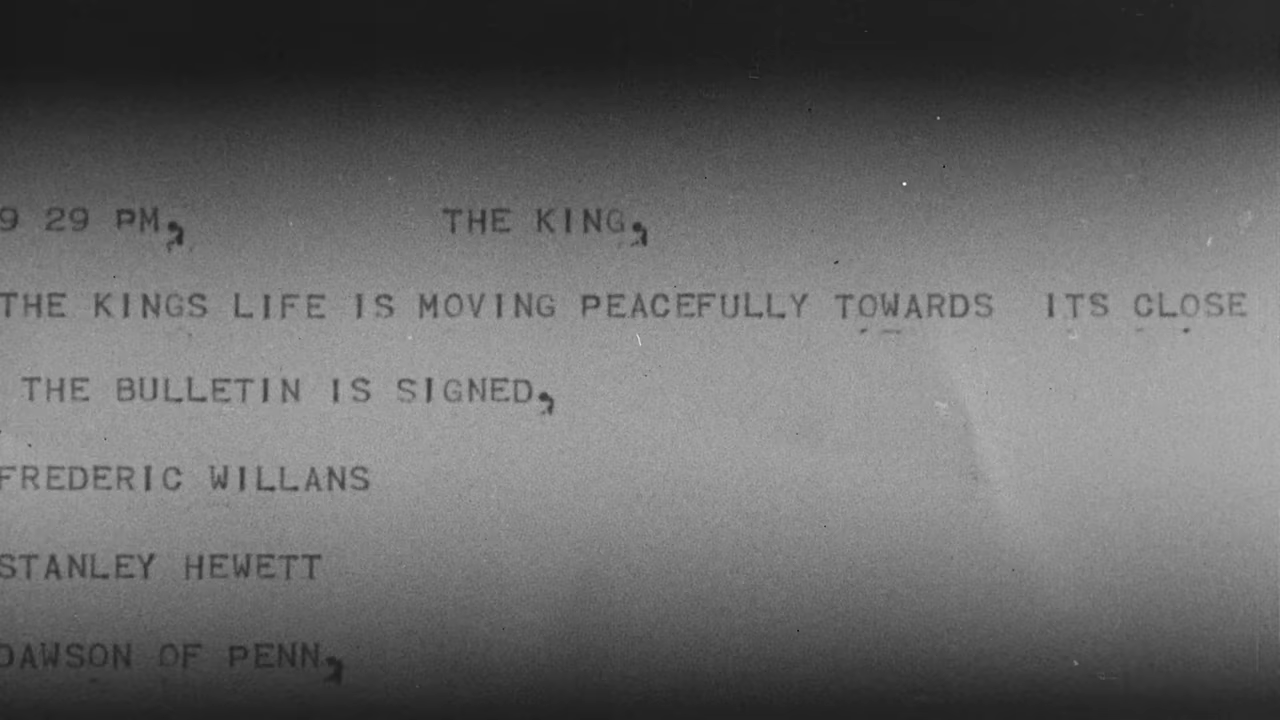 9 29 PM, THE KING,
THE KINGS LIFE IS MOVING PEACEFULLY TOWARDS ITS CLOSE
THE BULLETIN IS SIGNED,
FREDERIC WILLANS
STANLEY HEWETT
DAWSON OF PENN,